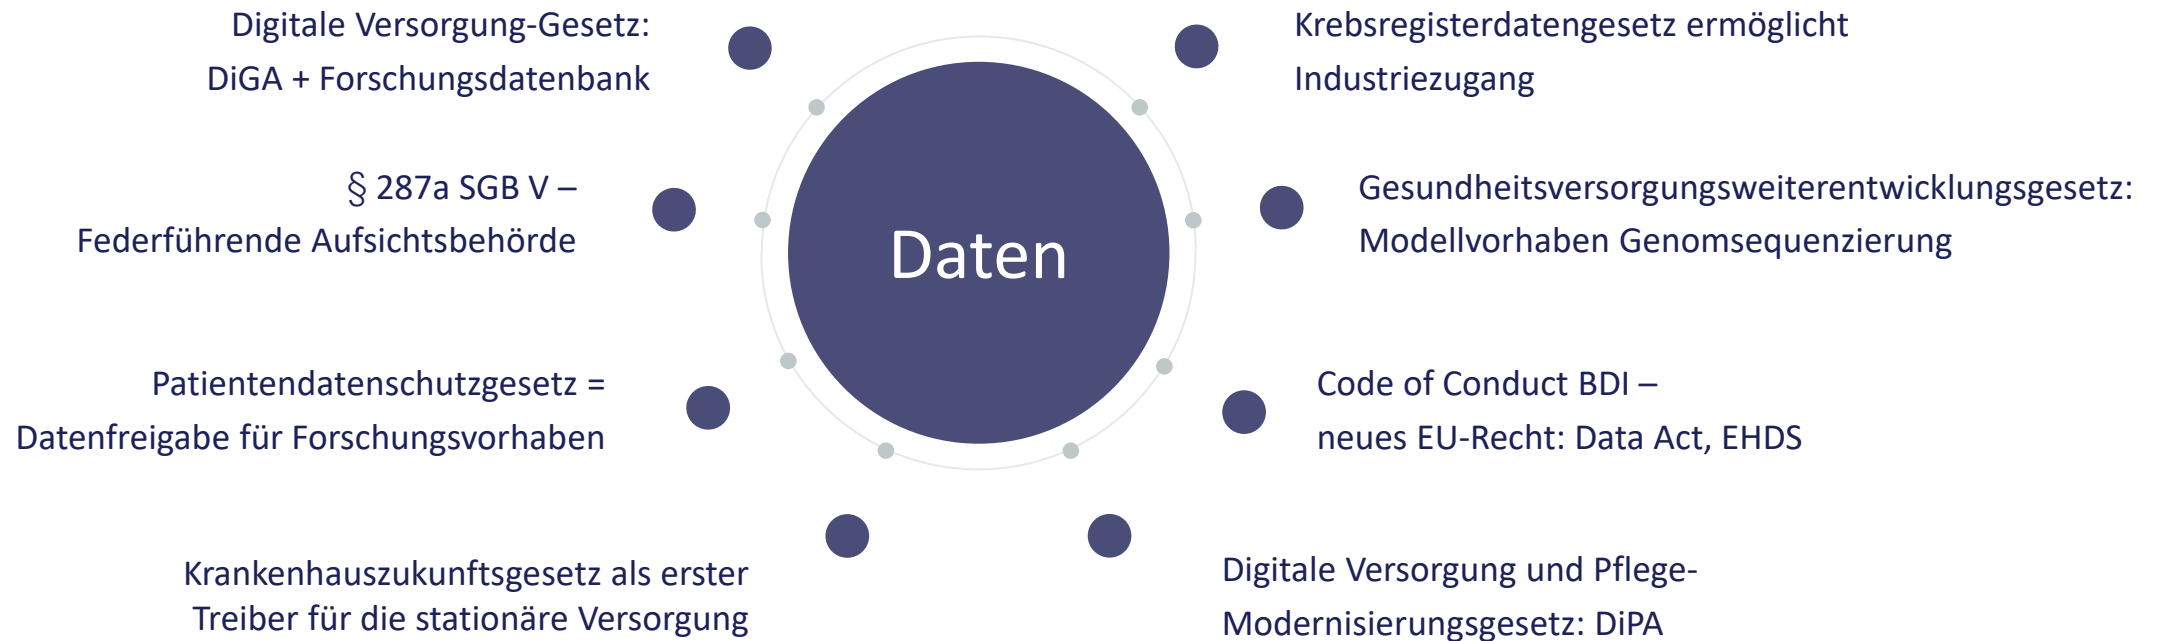 Digitale Versorgung-Gesetz:
DiGA + Forschungsdatenbank
§ 287a SGB V –
Federführende Aufsichtsbehörde
Patientendatenschutzgesetz =
Datenfreigabe für Forschungsvorhaben
Krankenhauszukunftsgesetz als erster
Treiber für die stationäre Versorgung
Daten
Krebsregisterdatengesetz ermöglicht
Industriezugang
Gesundheitsversorgungsweiterentwicklungsgesetz:
Modellvorhaben Genomsequenzierung
Code of Conduct BDI –
neues EU-Recht: Data Act, EHDS
Digitale Versorgung und Pflege-
Modernisierungsgesetz: DiPA